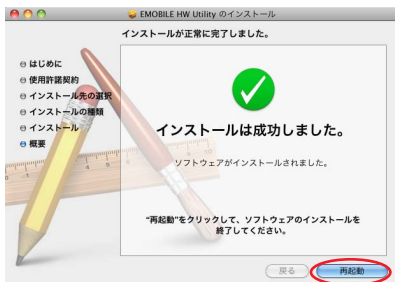 EMOBILE HW Utility のインストール
インストールが正常に完了しました。
はじめに
使用許諾契約
インストール先の選択
インストールの種類
インストール
概要
インストールは成功しました。
ソフトウェアがインストールされました。
“再起動”をクリックして、ソフトウェアのインストールを
終了してください。
戻る
再起動